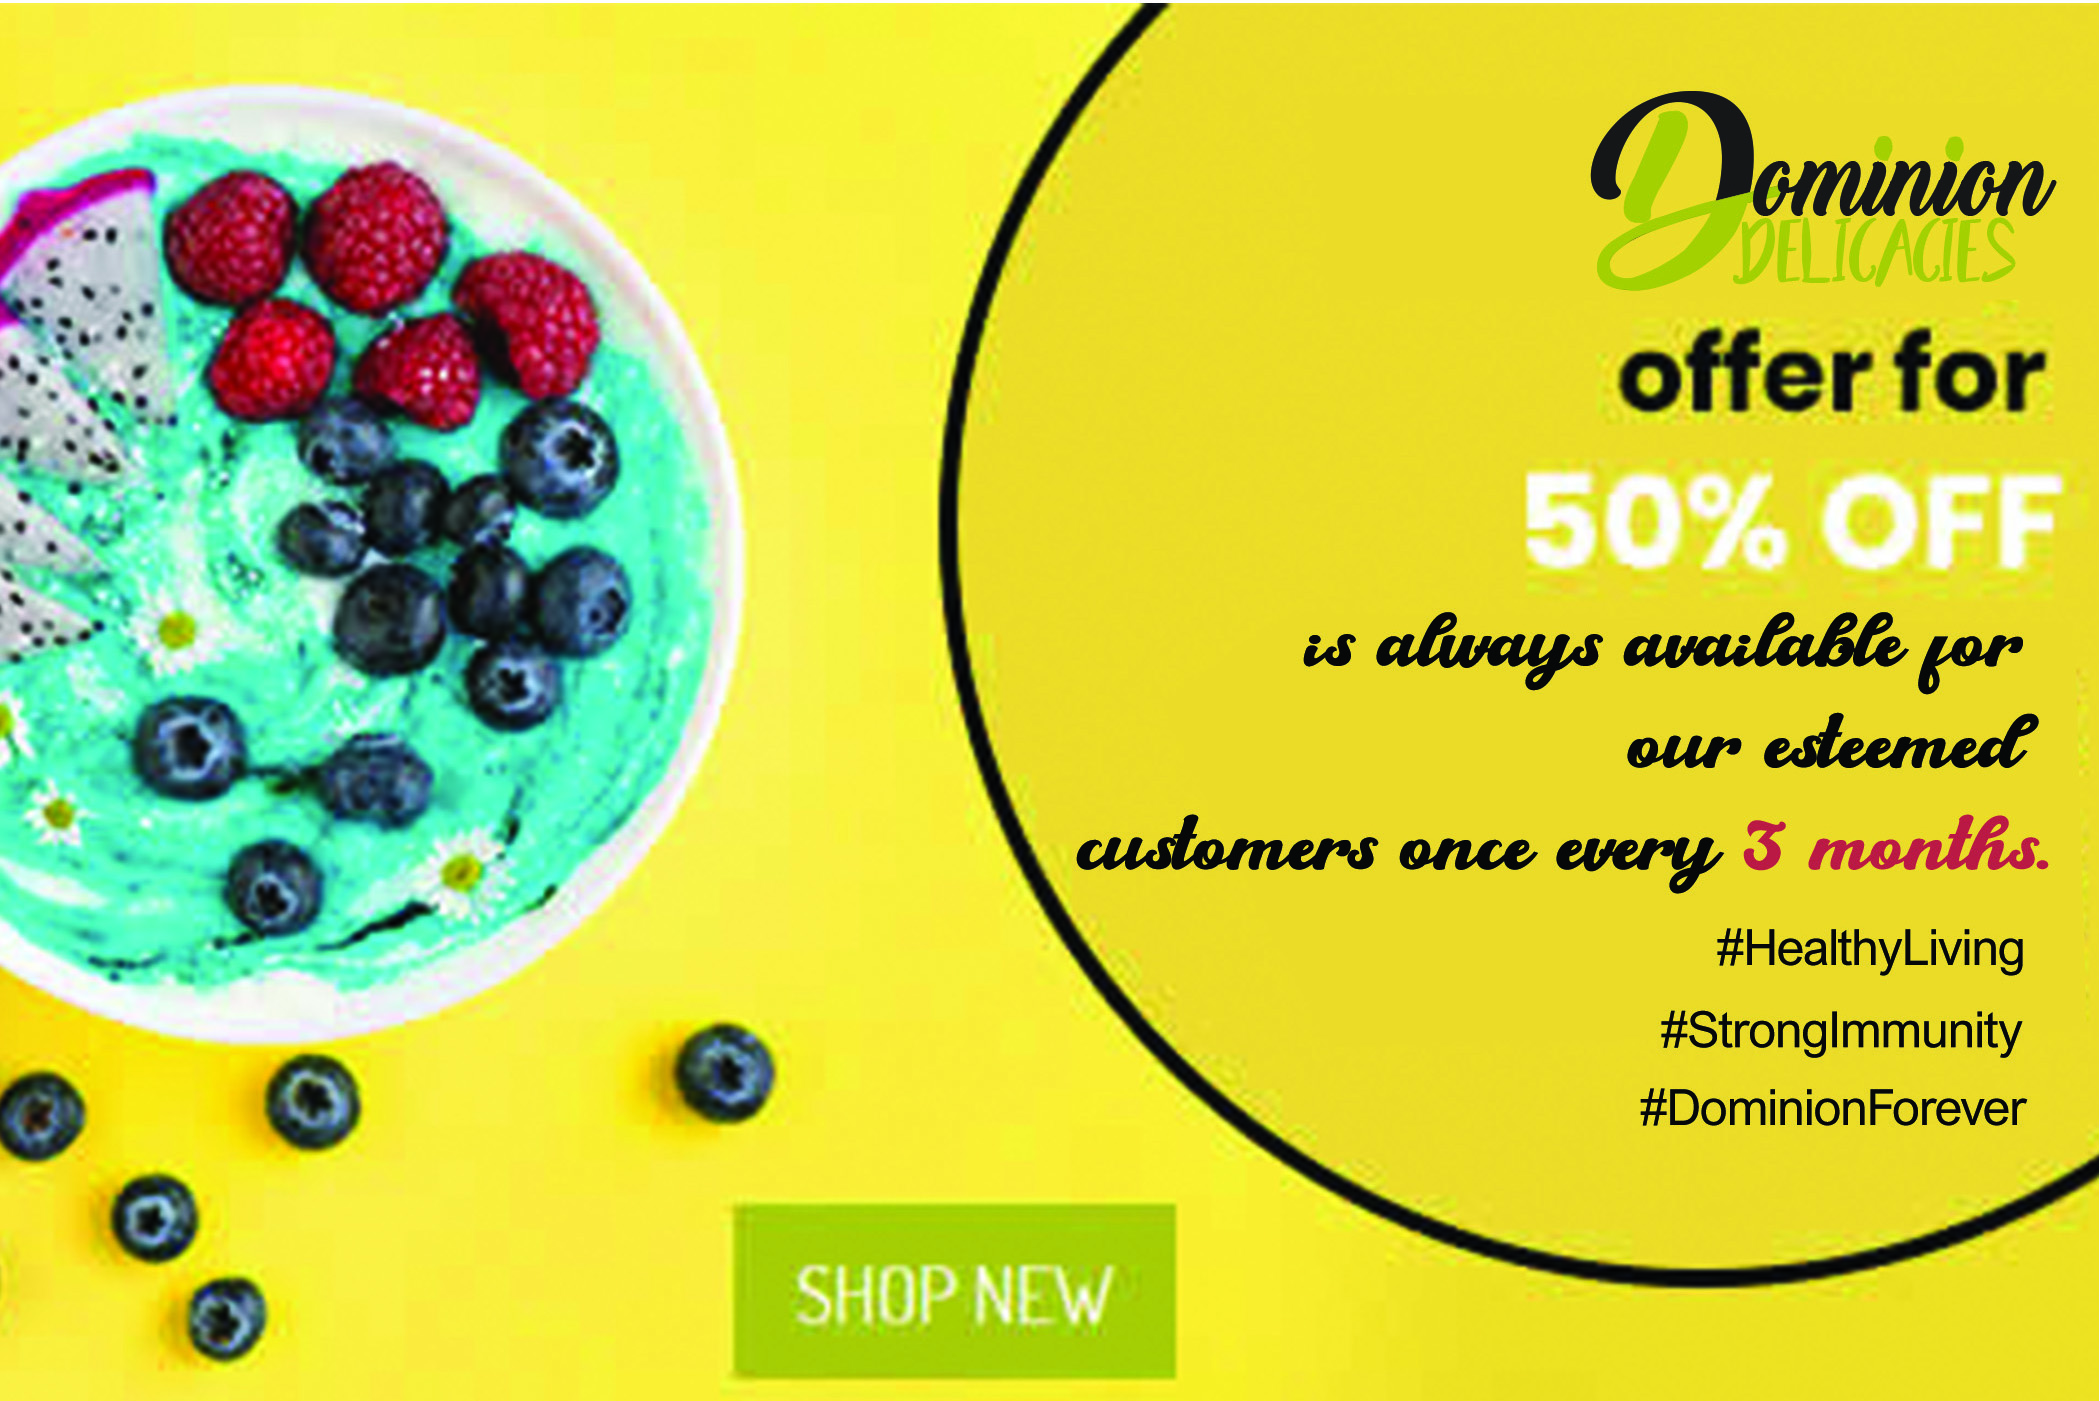 Dominion
DELICACIES
offer for
50% OFF
is always available for
our esteemed
customers once every 3 months.
#HealthyLiving
#StrongImmunity
#DominionForever
SHOP NEW